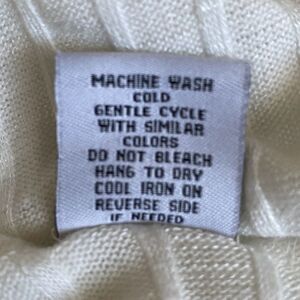 MACHINE WASH
COLD
GENTLE CYCLE
WITH SIMILAR
COLORS
DO NOT BLEACH
HANG TO DRY
COOL IRON ON
REVERSE SIDE
IF NEEDED